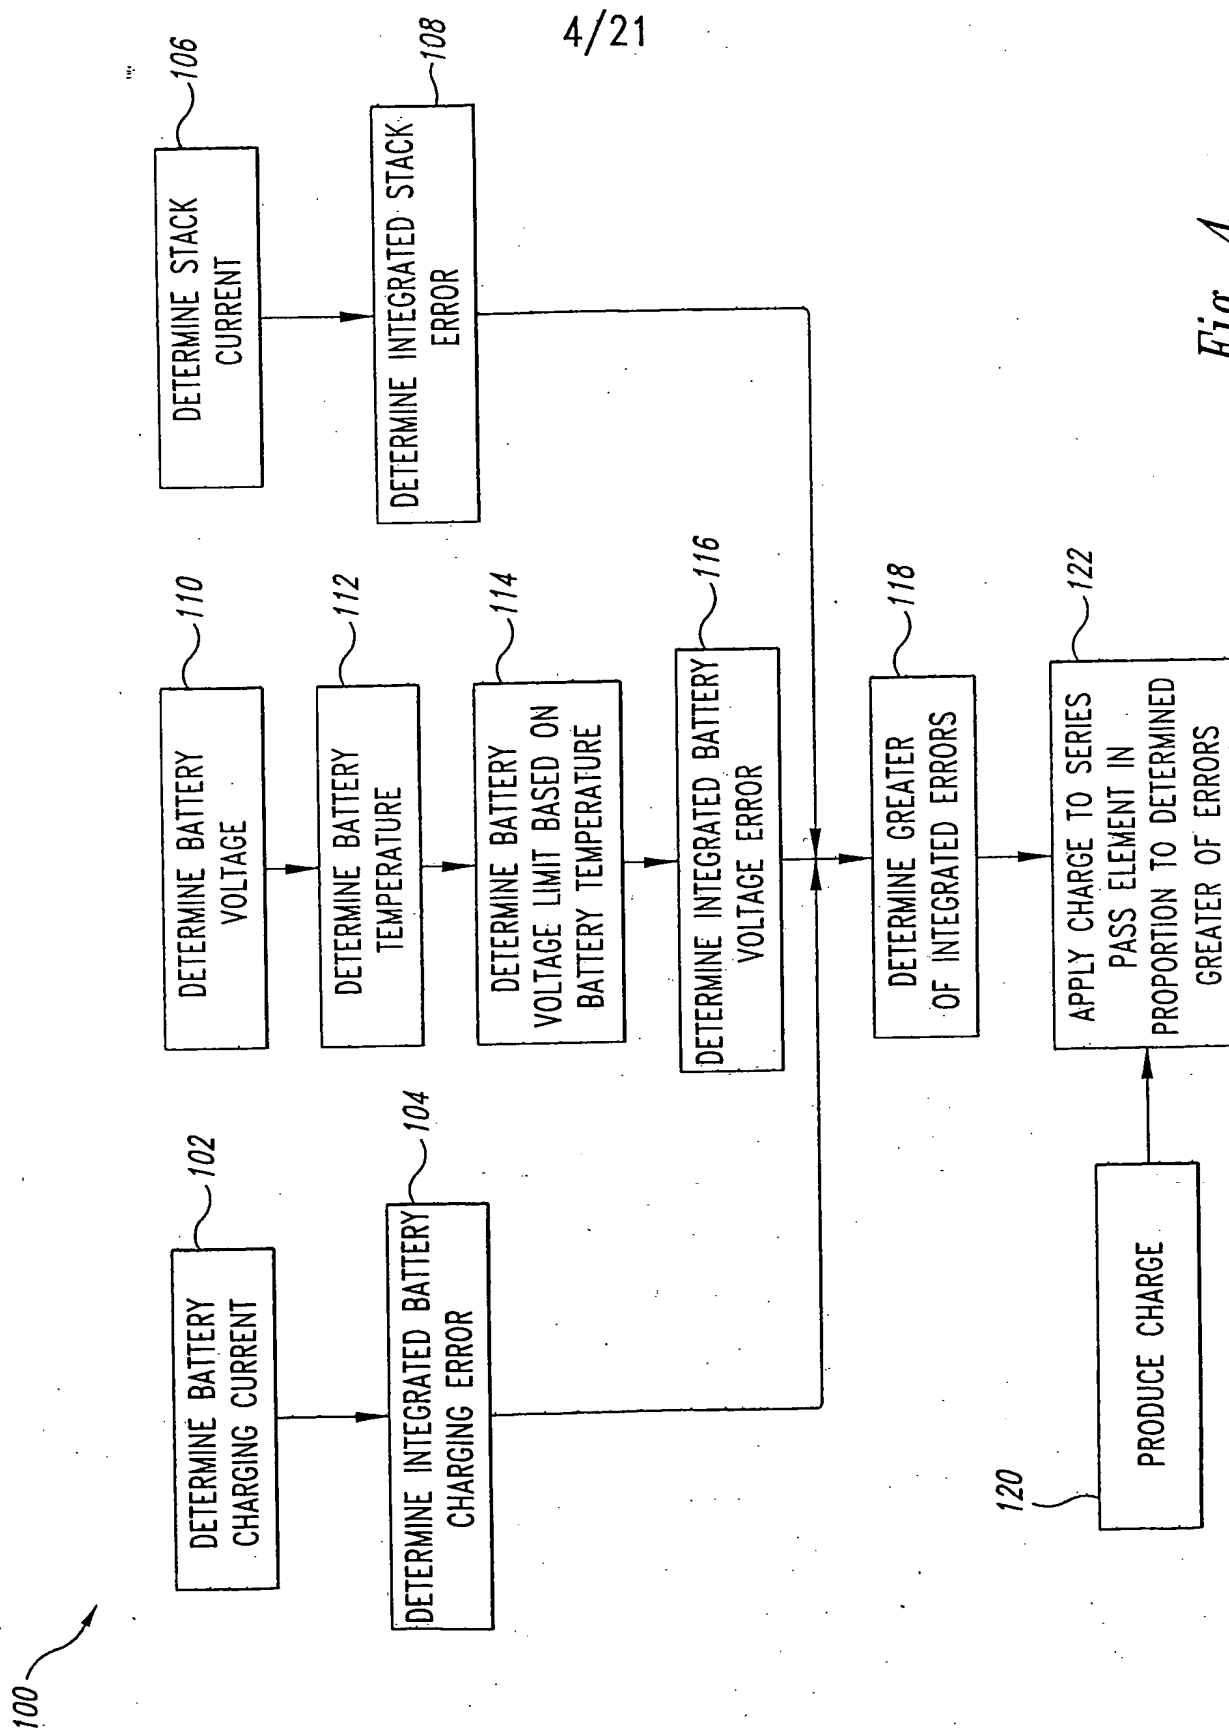 4/21
100
102
DETERMINE BATTERY
CHARGING CURRENT
104
DETERMINE INTEGRATED BATTERY
CHARGING ERROR
110
DETERMINE BATTERY
VOLTAGE
112
DETERMINE BATTERY
TEMPERATURE
114
DETERMINE BATTERY
VOLTAGE LIMIT BASED ON
BATTERY TEMPERATURE
116
DETERMINE INTEGRATED BATTERY
VOLTAGE ERROR
106
DETERMINE STACK
CURRENT
108
DETERMINE INTEGRATED STACK
ERROR
118
DETERMINE GREATER
OF INTEGRATED ERRORS
120
PRODUCE CHARGE
122
APPLY CHARGE TO SERIES
PASS ELEMENT IN
PROPORTION TO DETERMINED
GREATER OF ERRORS
Fig. 4